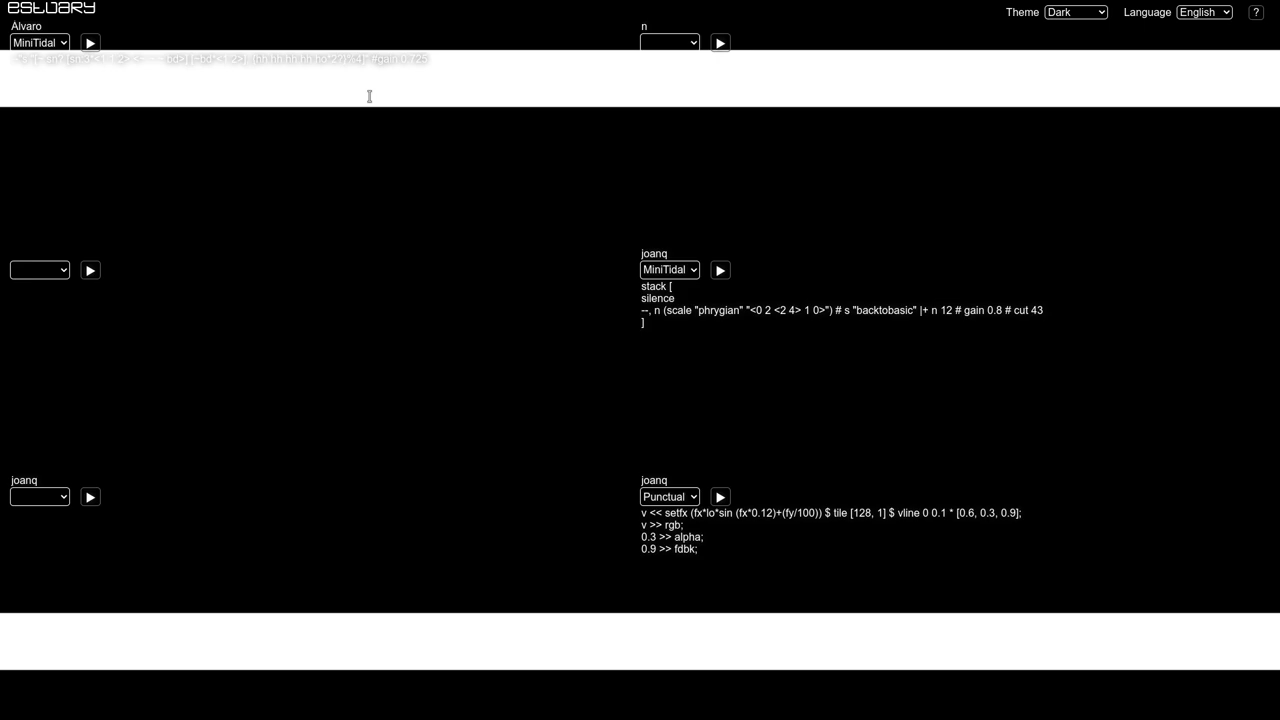 estuary
Theme Dark Language English ?
Alvaro
MiniTidal
n
#gain 0.725
joanq
MiniTidal
stack [
silence
--, n (scale "phrygian" "<0 2 <2 4> 1 0>") # s "backtobasic" |+ n 12 # gain 0.8 # cut 43
]
joanq
joanq
Punctual
v << setfx (fx*lo*sin (fx*0.12)+(fy/100)) $ tile [128, 1] $ vline 0 0.1 * [0.6, 0.3, 0.9];
v >> rgb;
0.3 >> alpha;
0.9 >> fdbk;